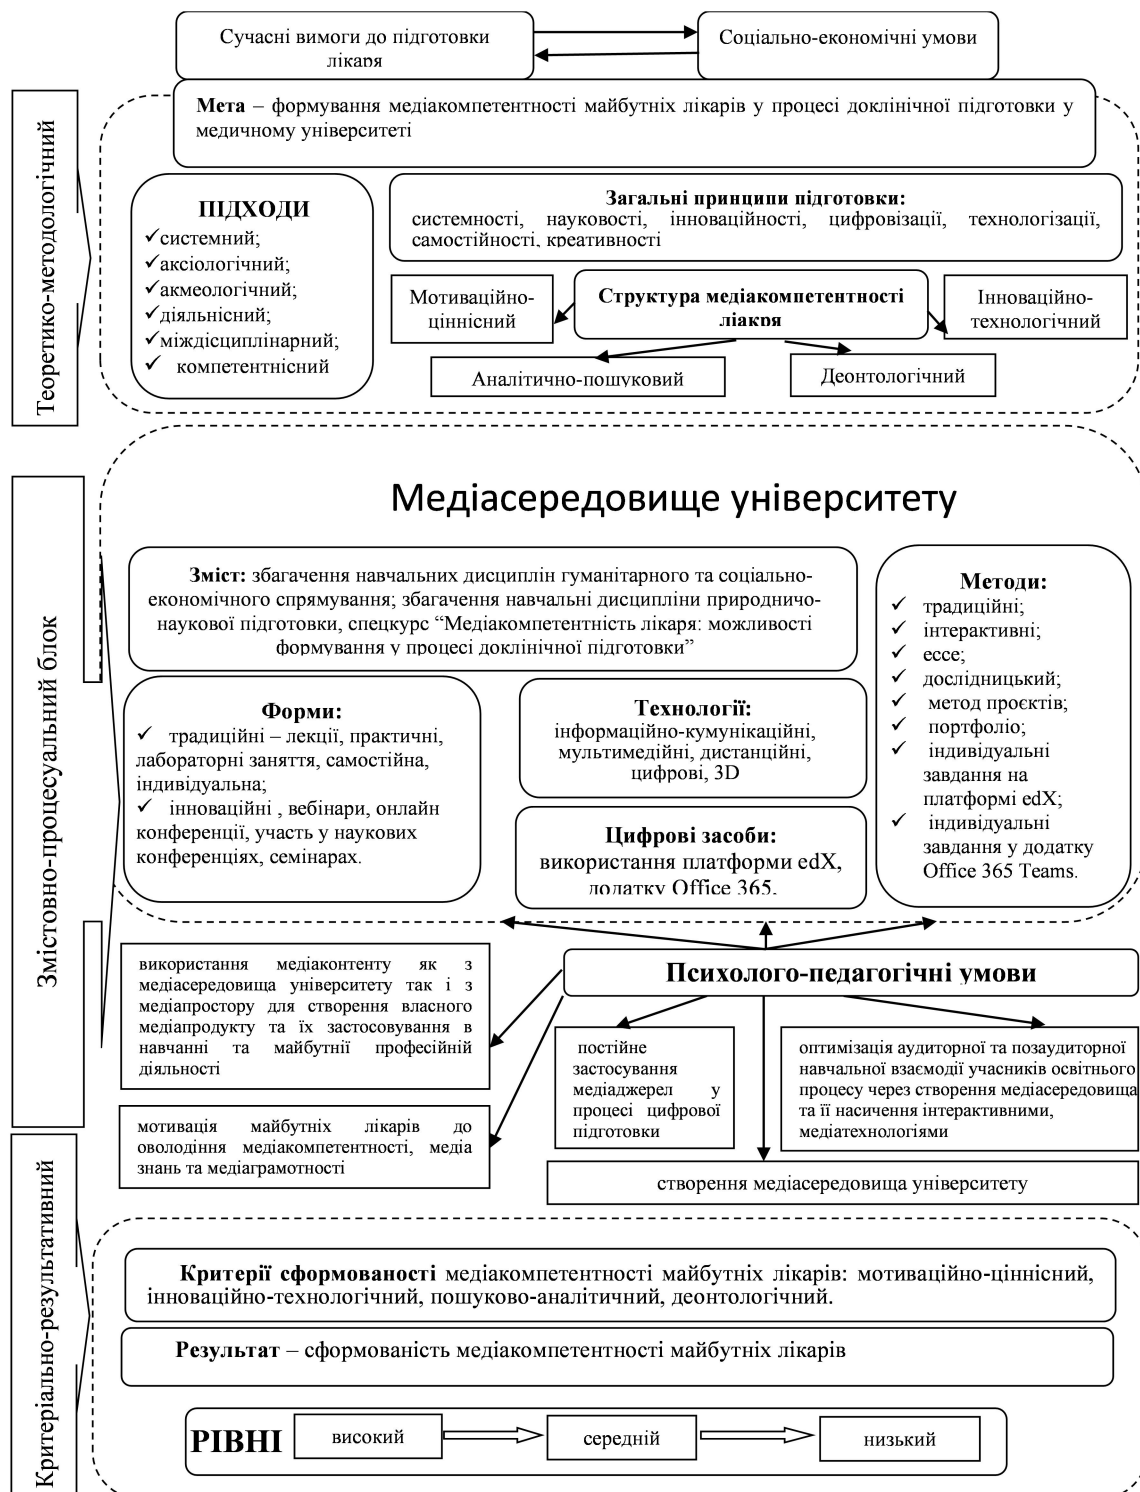 Сучасні вимоги до підготовки
лікаря
Соціально-економічні умови
Теоретико-методологічний
Мета – формування медіакомпетентності майбутніх лікарів у процесі доклінічної підготовки у
медичному університеті
ПІДХОДИ
✓системний;
✓аксіологічний;
✓акмеологічний;
✓діяльнісний;
✓міждисциплінарний;
✓ компетентнісний
Загальні принципи підготовки:
системності, науковості, інноваційності, цифровізації, технологізації,
самостійності, креативності
Мотиваційно-
ціннісний
Структура медіакомпетентності
ліакря
Інноваційно-
технологічний
Аналітично-пошуковий
Деонтологічний
Змістовно-процесуальний блок
Медіасередовище університету
Зміст: збагачення навчальних дисциплін гуманітарного та соціально-
економічного спрямування; збагачення навчальні дисципліни природничо-
наукової підготовки, спецкурс “Медіакомпетентність лікаря: можливості
формування у процесі доклінічної підготовки”
Методи:
✓ традиційні;
✓ інтерактивні;
✓ ессе;
✓ дослідницький;
✓ метод проєктів;
✓ портфоліо;
✓ індивідуальні
завдання на
платформі edX;
✓ індивідуальні
завдання у додатку
Office 365 Teams.
Форми:
✓ традиційні – лекції, практичні,
лабораторні заняття, самостійна,
індивідуальна;
✓ інноваційні , вебінари, онлайн
конференції, участь у наукових
конференціях, семінарах.
Технології:
інформаційно-кумунікаційні,
мультимедійні, дистанційні,
цифрові, 3D
Цифрові засоби:
використання платформи edX,
додатку Office 365.
Психолого-педагогічні умови
використання медіаконтенту як з
медіасередовища університету так і з
медіапростору для створення власного
медіапродукту та їх застосовування в
навчанні та майбутнії професійній
діяльності
постійне
застосування
медіаджерел у
процесі цифрової
підготовки
оптимізація аудиторної та позаудиторної
навчальної взаємодії учасників освітнього
процесу через створення медіасередовища
та її насичення інтерактивними,
медіатехнологіями
мотивація майбутніх лікарів до
оволодіння медіакомпетентності, медіа
знань та медіаграмотності
створення медіасередовища університету
Критеріально-результативний
Критерії сформованості медіакомпетентності майбутніх лікарів: мотиваційно-ціннісний,
інноваційно-технологічний, пошуково-аналітичний, деонтологічний.
Результат – сформованість медіакомпетентності майбутніх лікарів
РІВНІ
високий
середній
низький